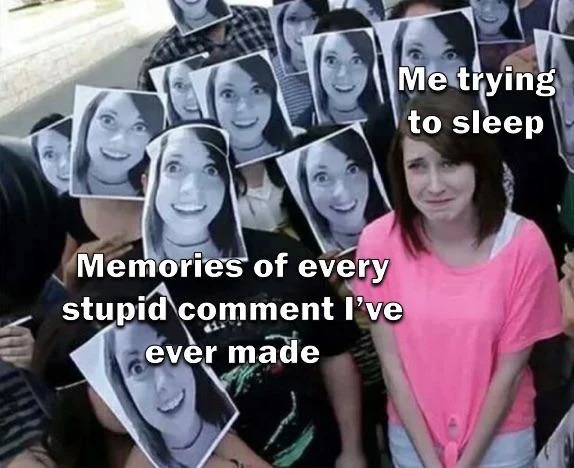 Me trying
to sleep
Memories of every
stupid comment I've
ever made